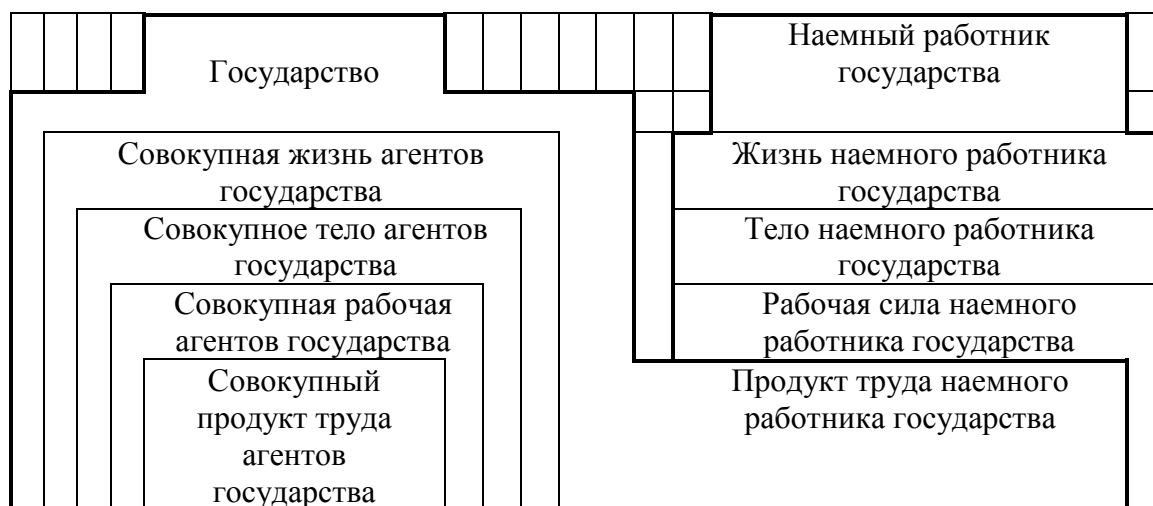 Государство
Наемный работник
государства
Совокупная жизнь агентов
государства
Жизнь наемного работника
государства
Совокупное тело агентов
государства
Тело наемного работника
государства
Совокупная рабочая
агентов государства
Рабочая сила наемного
работника государства
Совокупный
продукт труда
агентов
государства
Продукт труда наемного
работника государства